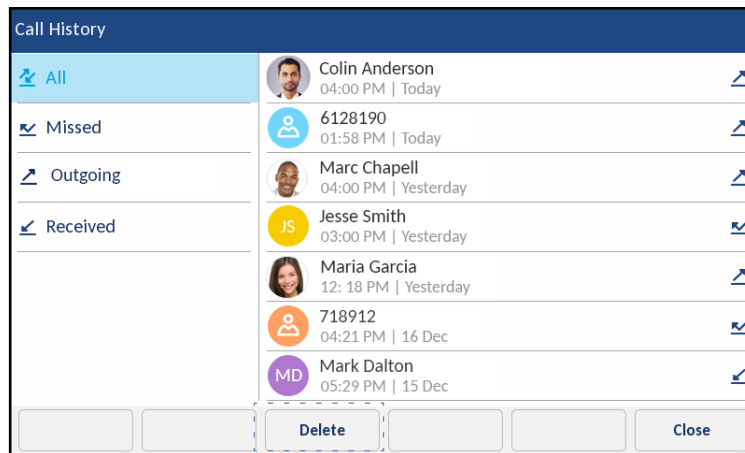 Call History
All
Missed
Outgoing
Received
Colin Anderson
04:00 PM | Today
6128190
01:58 PM | Today
Marc Chapell
04:00 PM | Yesterday
JS
Jesse Smith
03:00 PM | Yesterday
Maria Garcia
12: 18 PM | Yesterday
718912
04:21 PM | 16 Dec
MD
Mark Dalton
05:29 PM | 15 Dec
Delete
Close